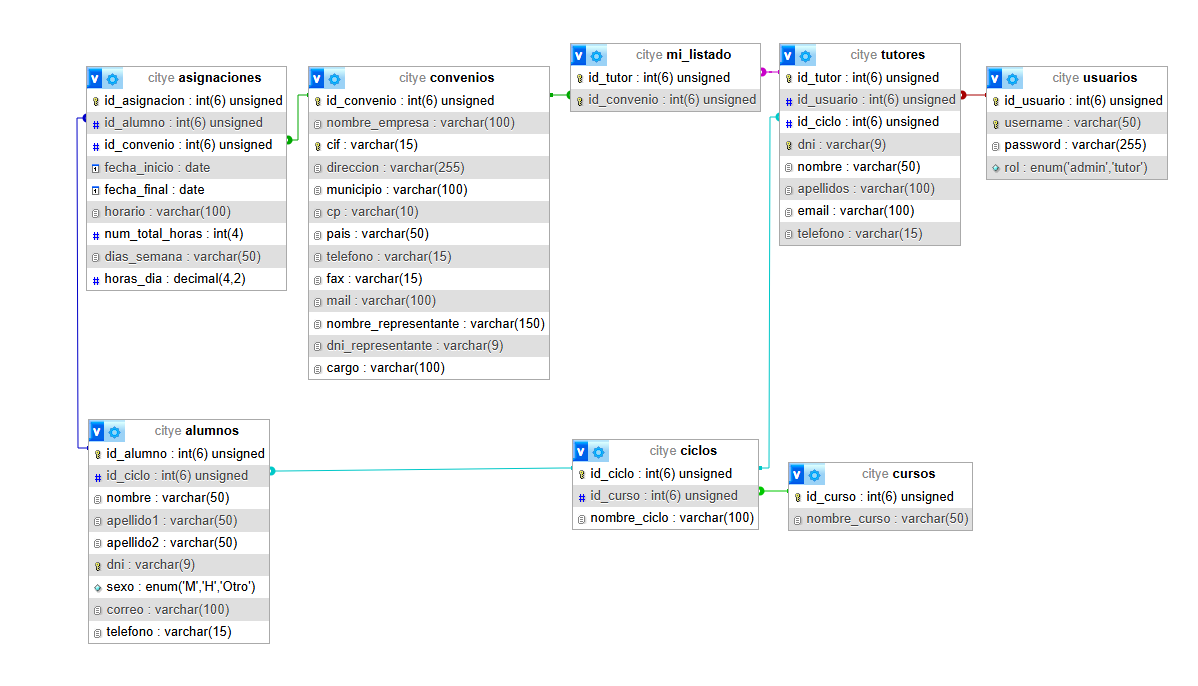 citye asignaciones
id_asignacion : int(6) unsigned
id_alumno : int(6) unsigned
id_convenio : int(6) unsigned
fecha_inicio : date
fecha_final : date
horario : varchar(100)
num_total_horas : int(4)
dias_semana : varchar(50)
horas_dia : decimal(4,2)
citye convenios
id_convenio : int(6) unsigned
nombre_empresa : varchar(100)
cif : varchar(15)
direccion : varchar(255)
municipio : varchar(100)
cp : varchar(10)
pais : varchar(50)
telefono : varchar(15)
fax : varchar(15)
mail : varchar(100)
nombre_representante : varchar(150)
dni_representante : varchar(9)
cargo : varchar(100)
citye mi_listado
id_tutor : int(6) unsigned
id_convenio : int(6) unsigned
citye tutores
id_tutor : int(6) unsigned
id_usuario : int(6) unsigned
id_ciclo : int(6) unsigned
dni : varchar(9)
nombre : varchar(50)
apellidos : varchar(100)
email : varchar(100)
telefono : varchar(15)
citye usuarios
id_usuario : int(6) unsigned
username : varchar(50)
password : varchar(255)
rol : enum('admin','tutor')
citye alumnos
id_alumno : int(6) unsigned
id_ciclo : int(6) unsigned
nombre : varchar(50)
apellido1 : varchar(50)
apellido2 : varchar(50)
dni : varchar(9)
sexo : enum('M','H','Otro')
correo : varchar(100)
telefono : varchar(15)
citye ciclos
id_ciclo : int(6) unsigned
id_curso : int(6) unsigned
nombre_ciclo : varchar(100)
citye cursos
id_curso : int(6) unsigned
nombre_curso : varchar(50)